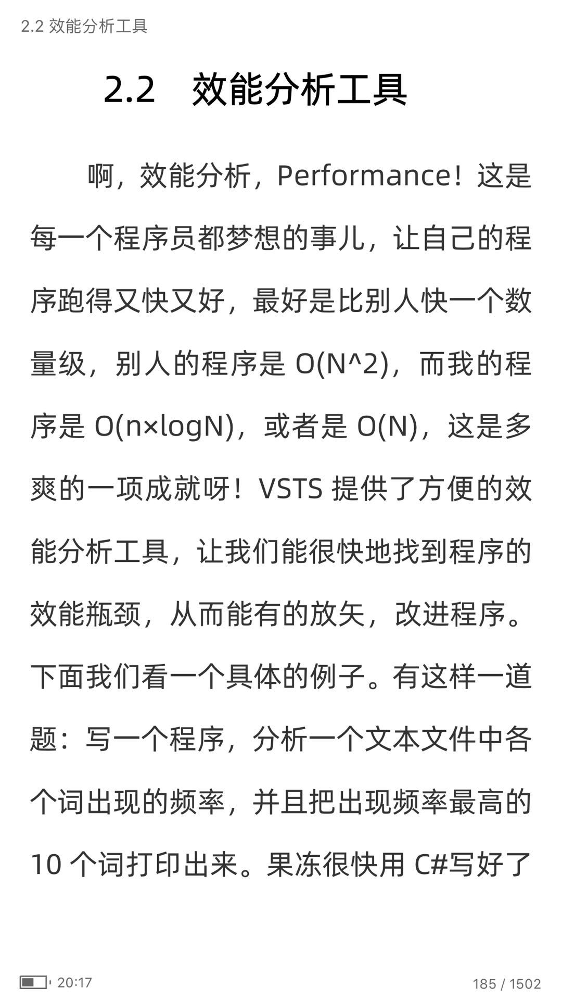 2.2 效能分析工具
2.2　效能分析工具
啊，效能分析，Performance！这是
每一个程序员都梦想的事儿，让自己的程
序跑得又快又好，最好是比别人快一个数
量级，别人的程序是 O(N^2)，而我的程
序是 O(n×logN)，或者是 O(N)，这是多
爽的一项成就呀！VSTS 提供了方便的效
能分析工具，让我们能很快地找到程序的
效能瓶颈，从而能有的放矢，改进程序。
下面我们看一个具体的例子。有这样一道
题：写一个程序，分析一个文本文件中各
个词出现的频率，并且把出现频率最高的
10 个词打印出来。果冻很快用 C#写好了
20:17
185 / 1502